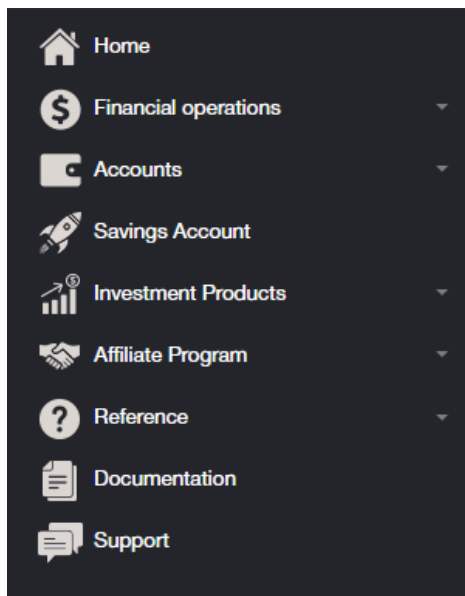 Home
Financial operations
Accounts
Savings Account
Investment Products
Affiliate Program
Reference
Documentation
Support